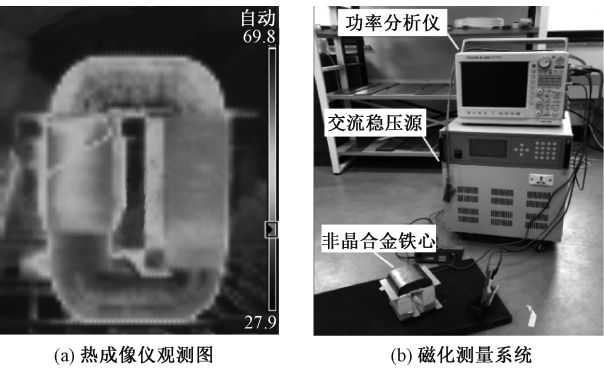 自动
69.8
27.9
功率分析仪
交流稳压源
非晶合金铁心
(a) 热成像仪观测图
(b) 磁化测量系统